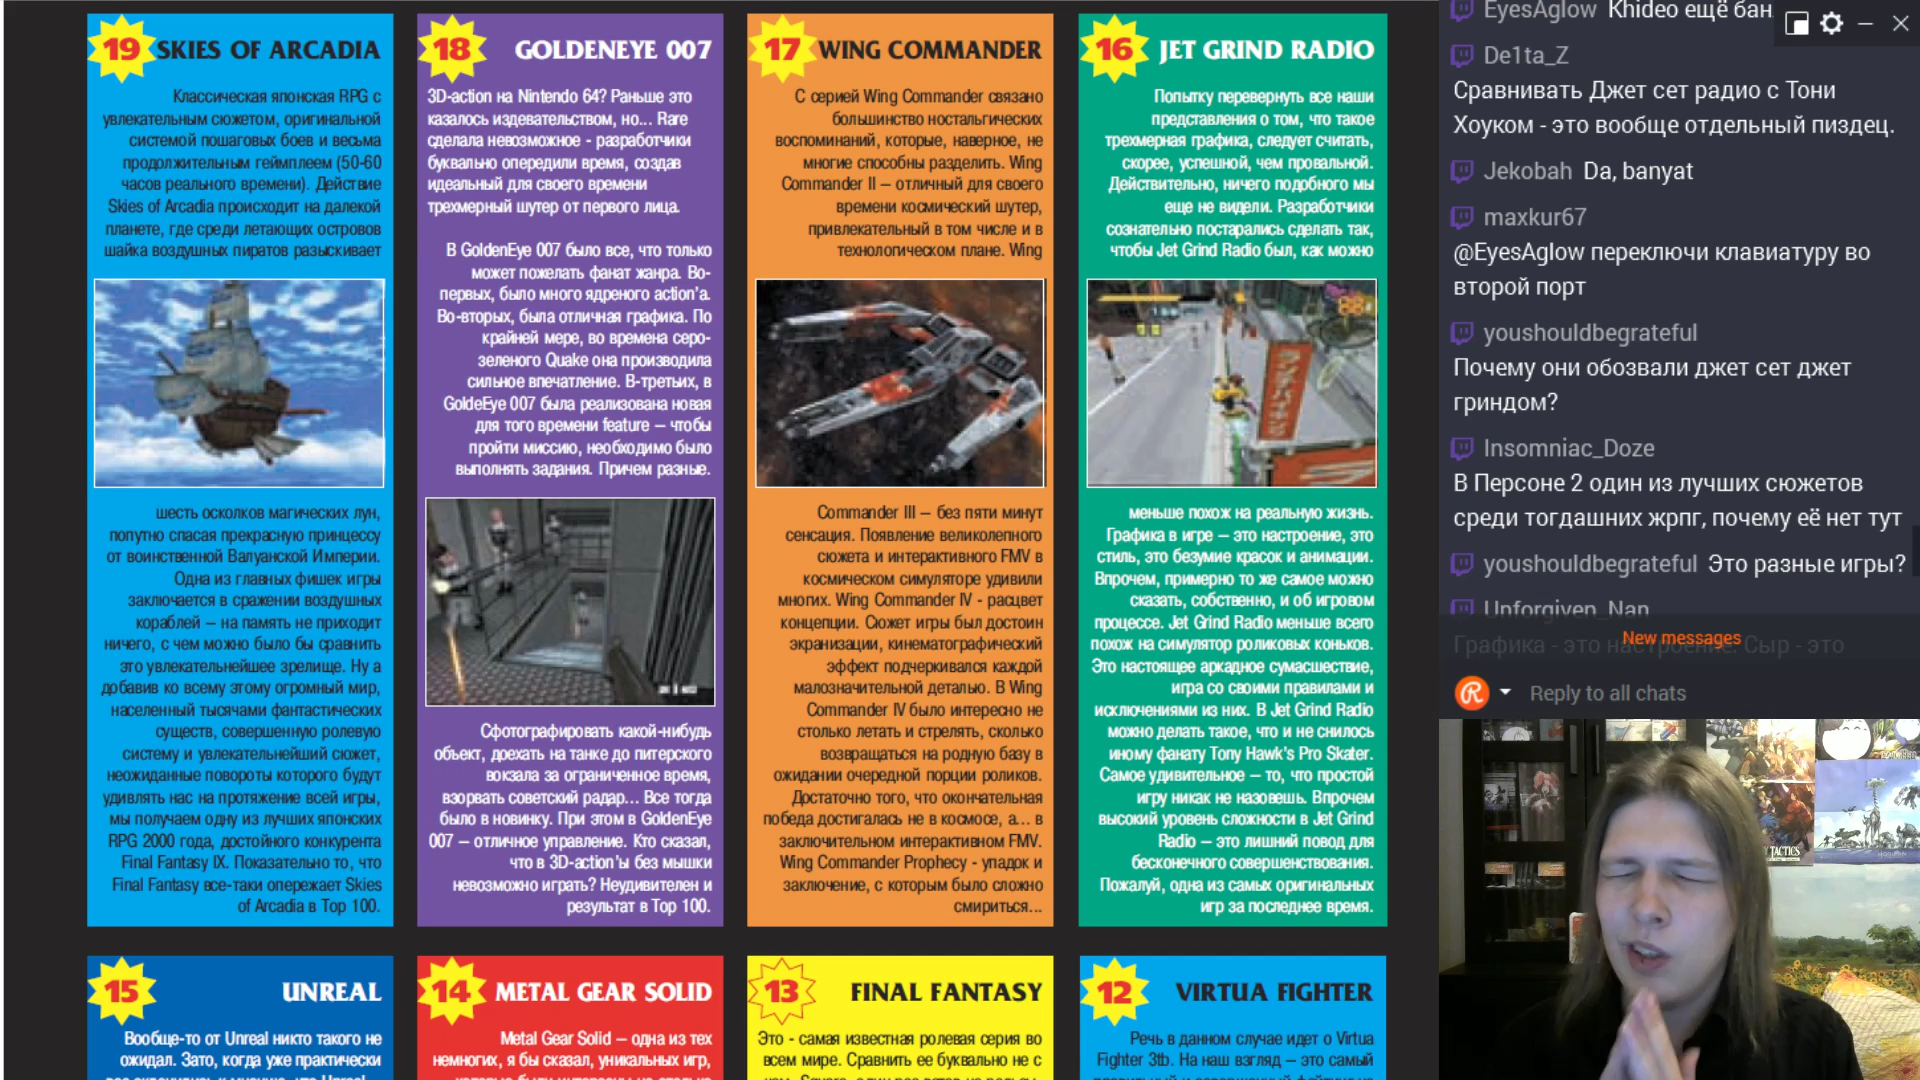 19 SKIES OF ARCADIA
Классическая японская RPG с
увлекательным сюжетом, оригинальной
системой пошаговых боев и весьма
продолжительным геймплеем (50-60
часов реального времени). Действие
Skies of Arcadia происходит на далекой
планете, где среди летающих островов
шайка воздушных пиратов разыскивает
шесть осколков магических лун,
попутно спасая прекрасную принцессу
от воинственной Валуанской Империи.
Одна из главных фишек игры
заключается в сражении воздушных
кораблей – на память не приходит
ничего, с чем можно было бы сравнить
это увлекательнейшее зрелище. Ну а
добавив ко всему этому огромный мир,
населенный тысячами фантастических
существ, совершенную ролевую
систему и увлекательнейший сюжет,
неожиданные повороты которого будут
удивлять нас на протяжение всей игры,
мы получаем одну из лучших японских
RPG 2000 года, достойного конкурента
Final Fantasy IX. Показательно то, что
Final Fantasy все-таки опережает Skies
of Arcadia в Top 100.
18 GOLDENEYE 007
3D-action на Nintendo 64? Раньше это
казалось издевательством, но... Rare
сделала невозможное - разработчики
буквально опередили время, создав
идеальный для своего времени
трехмерный шутер от первого лица.
В GoldenEye 007 было все, что только
может пожелать фанат жанра. Во-
первых, было много ядреного action'а.
Во-вторых, была отличная графика. По
крайней мере, во времена серо-
зеленого Quake она производила
сильное впечатление. В-третьих, в
GoldeEye 007 была реализована новая
для того времени feature – чтобы
пройти миссию, необходимо было
выполнять задания. Причем разные.
Сфотографировать какой-нибудь
объект, доехать на танке до питерского
вокзала за ограниченное время,
взорвать советский радар... Все тогда
было в новинку. При этом в GoldenEye
007 – отличное управление. Кто сказал,
что в 3D-action'ы без мышки
невозможно играть? Неудивителен и
результат в Top 100.
17 WING COMMANDER
С серией Wing Commander связано
большинство ностальгических
воспоминаний, которые, наверное, не
многие способны разделить. Wing
Commander II – отличный для своего
времени космический шутер,
привлекательный в том числе и в
технологическом плане. Wing
Commander III – без пяти минут
сенсация. Появление великолепного
сюжета и интерактивного FMV в
космическом симуляторе удивили
многих. Wing Commander IV - расцвет
концепции. Сюжет игры был достоин
экранизации, кинематографический
эффект подчеркивался каждой
малозначительной деталью. В Wing
Commander IV было интересно не
столько летать и стрелять, сколько
возвращаться на родную базу в
ожидании очередной порции роликов.
Достаточно того, что окончательная
победа достигалась не в космосе, а... в
заключительном интерактивном FMV.
Wing Commander Prophecy - упадок и
заключение, с которым было сложно
смириться...
16 JET GRIND RADIO
Попытку перевернуть все наши
представления о том, что такое
трехмерная графика, следует считать,
скорее, успешной, чем провальной.
Действительно, ничего подобного мы
еще не видели. Разработчики
сознательно постарались сделать так,
чтобы Jet Grind Radio был, как можно
меньше похож на реальную жизнь.
Графика в игре – это настроение, это
стиль, это безумие красок и анимации.
Впрочем, примерно то же самое можно
сказать, собственно, и об игровом
процессе. Jet Grind Radio меньше всего
похож на симулятор роликовых коньков.
Это настоящее аркадное сумасшествие,
игра со своими правилами и
исключениями из них. В Jet Grind Radio
можно делать такое, что и не снилось
иному фанату Tony Hawk's Pro Skater.
Самое удивительное – то, что простой
игру никак не назовешь. Впрочем
высокий уровень сложности в Jet Grind
Radio – это лишний повод для
бесконечного совершенствования.
Пожалуй, одна из самых оригинальных
игр за последнее время.
15 UNREAL
Вообще-то от Unreal никто такого не
ожидал. Зато, когда уже практически
14 METAL GEAR SOLID
Metal Gear Solid – одна из тех
немногих, я бы сказал, уникальных игр,
13 FINAL FANTASY
Это - самая известная ролевая серия во
всем мире. Сравнить ее буквально не с
12 VIRTUA FIGHTER
Речь в данном случае идет о Virtua
Fighter 3tb. На наш взгляд – это самый
EyesAglow Khideo ещё бан
De1ta_Z
Сравнивать Джет сет радио с Тони
Хоуком - это вообще отдельный пиздец.
Jekobah Da, banyat
maxkur67
@EyesAglow переключи клавиатуру во
второй порт
youshouldbegrateful
Почему они обозвали джет сет джет
гриндом?
Insomniac_Doze
В Персоне 2 один из лучших сюжетов
среди тогдашних жрпг, почему её нет тут
youshouldbegrateful Это разные игры?
Unforgiven_Nan
Графика - это настроение. Сыр - это
New messages
Reply to all chats
TACTICS